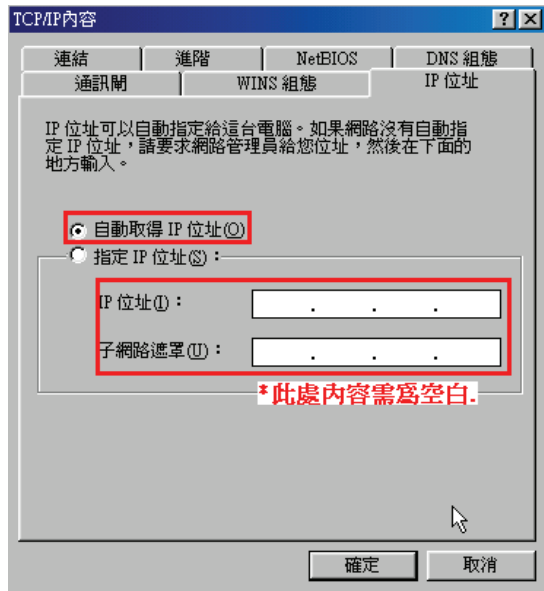 TCP/IP內容
連結 進階 NetBIOS DNS 組態
通訊閘 WINS 組態 IP 位址
IP 位址可以自動指定給這台電腦。如果網路沒有自動指
定 IP 位址，請要求網路管理員給您位址，然後在下面的
地方輸入。
自動取得 IP 位址(O)
指定 IP 位址(S)：
IP 位址(I)： . . .
子網路遮罩(U)： . . .
*此處內容需為空白.
確定 取消